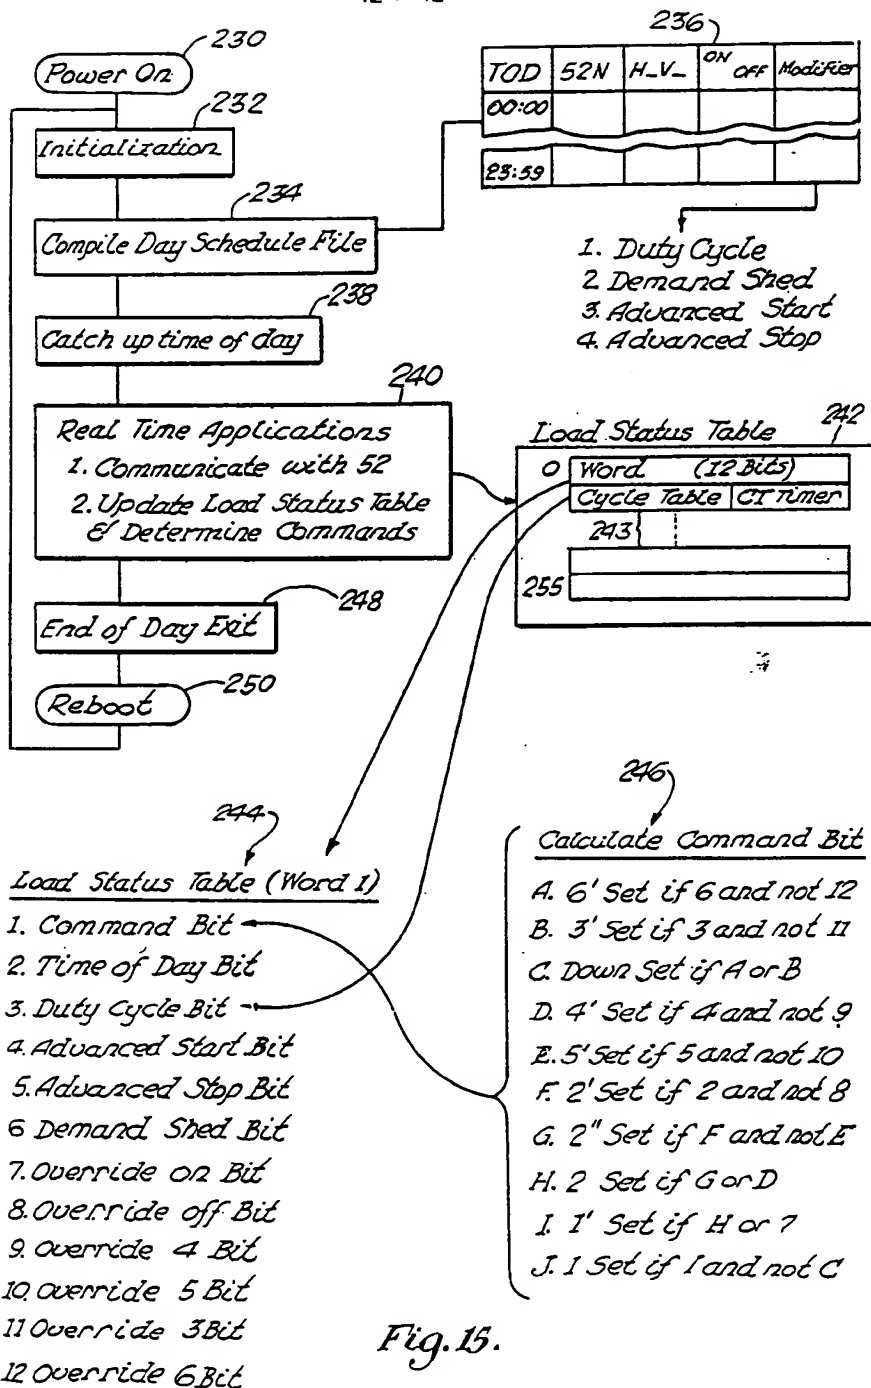 230
Power On
232
Initialization
234
Compile Day Schedule File
238
Catch up time of day
240
Real Time Applications
1. Communicate with 52
2. Update Load Status Table
& Determine Commands
248
End of Day Exit
250
Reboot
236
TOD 52N H_V_ ON OFF Modifier
00:00
23:59
1. Duty Cycle
2 Demand Shed
3. Advanced Start
4. Advanced Stop
242
Load Status Table
0 Word (12 Bits)
Cycle Table CT Timer
243
255
244
Load Status Table (Word 1)
1. Command Bit
2. Time of Day Bit
3. Duty Cycle Bit
4. Advanced Start Bit
5. Advanced Stop Bit
6 Demand Shed Bit
7. Override on Bit
8. Override off Bit
9. Override 4 Bit
10. Override 5 Bit
11 Override 3 Bit
12 Override 6 Bit
246
Calculate Command Bit
A. 6' Set if 6 and not 12
B. 3' Set if 3 and not 11
C. Down Set if A or B
D. 4' Set if 4 and not 9
E. 5' Set if 5 and not 10
F. 2' Set if 2 and not 8
G. 2" Set if F and not E
H. 2 Set if G or D
I. 1' Set if H or 7
J. 1 Set if I and not C
Fig. 15.